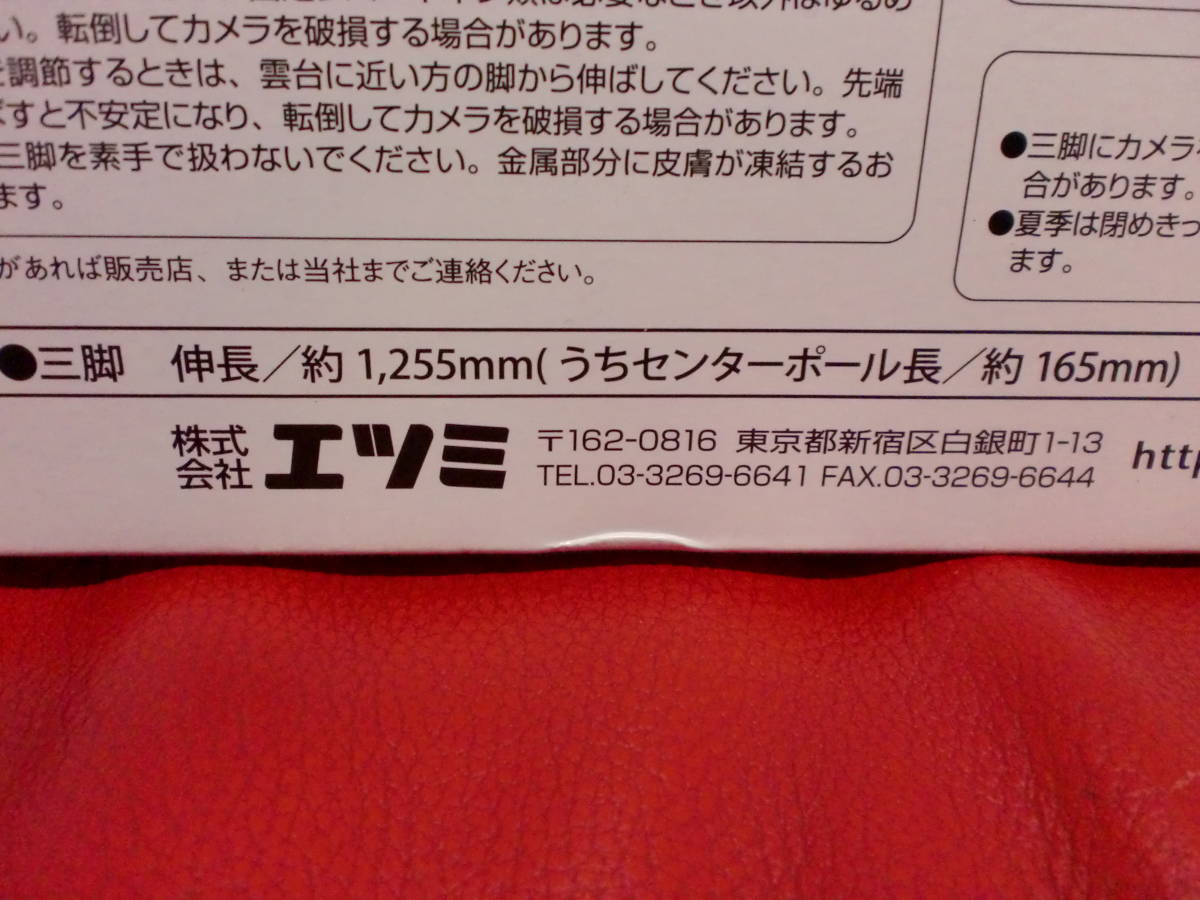 い。転倒してカメラを破損する場合があります。
を調節するときは、雲台に近い方の脚から伸ばしてください。先端
ばすと不安定になり、転倒してカメラを破損する場合があります。
三脚を素手で扱わないでください。金属部分に皮膚が凍結するお
ます。
があれば販売店、または当社までご連絡ください。
●三脚にカメラ
合があります。
●夏季は閉めきっ
ます。
●三脚 伸長／約1,255mm(うちセンターポール長／約165mm)
株式会社 エツミ 〒162-0816 東京都新宿区白銀町1-13
TEL.03-3269-6641 FAX.03-3269-6644
http